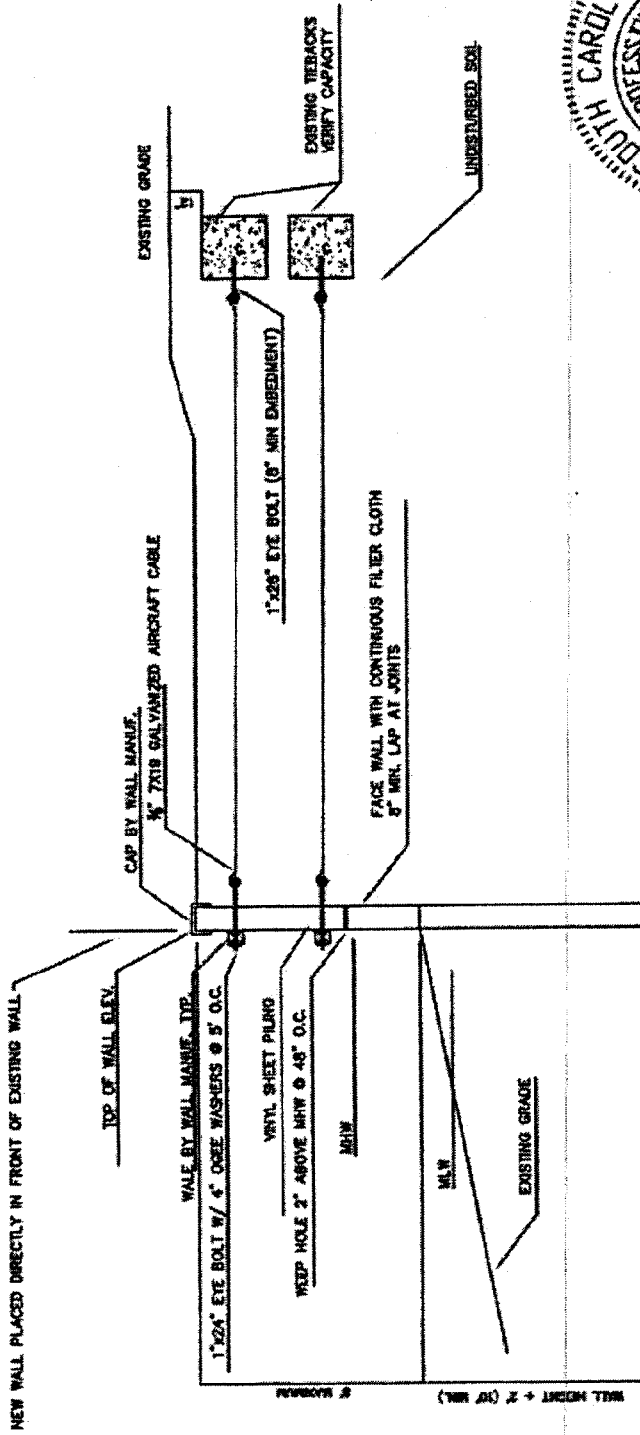 NEW WALL PLACED DIRECTLY IN FRONT OF EXISTING WALL
TOP OF WALL ELEV.
WALE BY WALL MANUF. TYP.
1"x24" EYE BOLT W/ 4" OGEE WASHERS @ 5' O.C.
VINYL SHEET PILING
WEEP HOLE 2" ABOVE MHW @ 48" O.C.
MHW
MLW
EXISTING GRADE
WALL HEIGHT + 2' (10' MIN.)
CAP BY WALL MANUF.
7X19 GALVANIZED AIRCRAFT CABLE
1"x26" EYE BOLT (8" MIN EMBEDMENT)
FACE WALL WITH CONTINUOUS FILTER CLOTH
8" MIN. LAP AT JOINTS
EXISTING GRADE
EXISTING TIEBACKS
VERIFY CAPACITY
UNDISTURBED SOIL
SOUTH CAROL
PROFESS